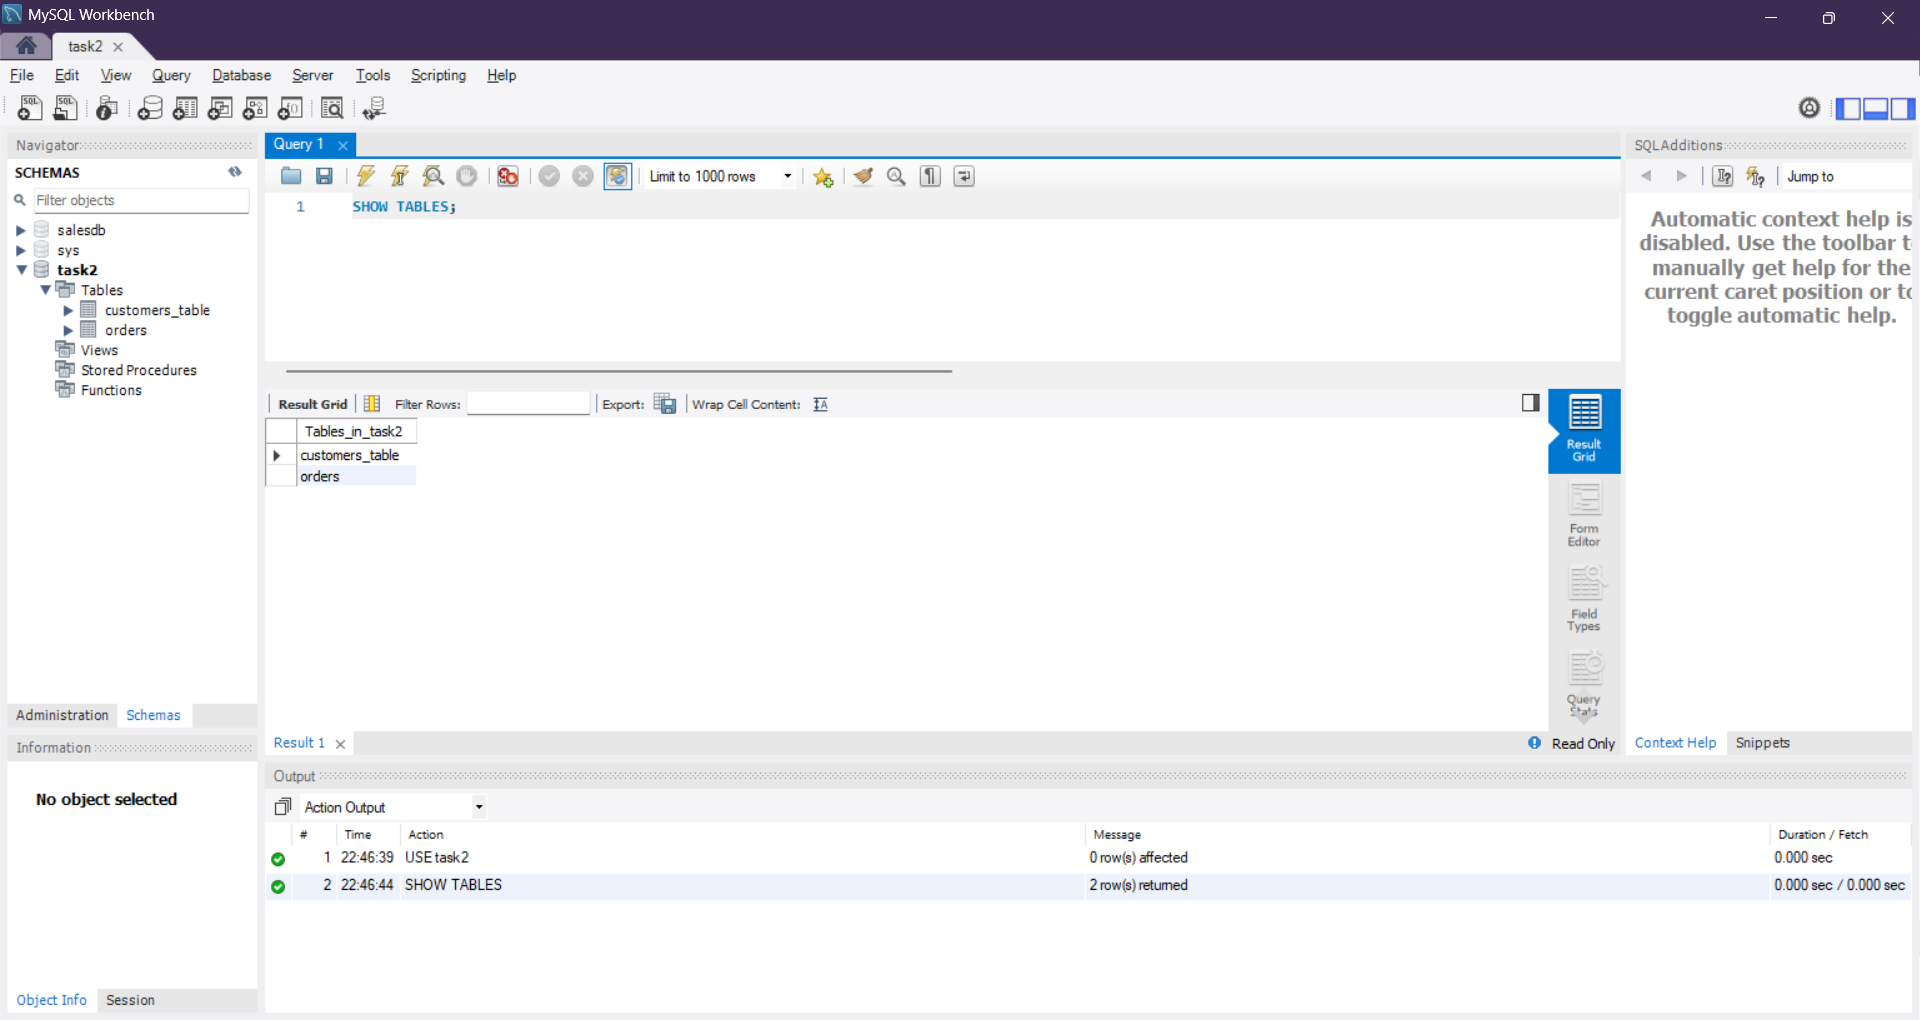 MySQL Workbench
task2
File Edit View Query Database Server Tools Scripting Help
Navigator
SCHEMAS
Filter objects
salesdb
sys
task2
Tables
customers_table
orders
Views
Stored Procedures
Functions
Administration Schemas
Information
No object selected
Object Info Session
Query 1
Limit to 1000 rows
1 SHOW TABLES;
Result Grid Filter Rows: Export: Wrap Cell Content:
Tables_in_task2
customers_table
orders
Result
Grid
Form
Editor
Field
Types
Query
Stats
Result 1
Read Only
SQLAdditions
Jump to
Automatic context help is
disabled. Use the toolbar t
manually get help for the
current caret position or to
toggle automatic help.
Context Help Snippets
Output
Action Output
# Time Action Message Duration / Fetch
1 22:46:39 USE task2 0 row(s) affected 0.000 sec
2 22:46:44 SHOW TABLES 2 row(s) returned 0.000 sec / 0.000 sec